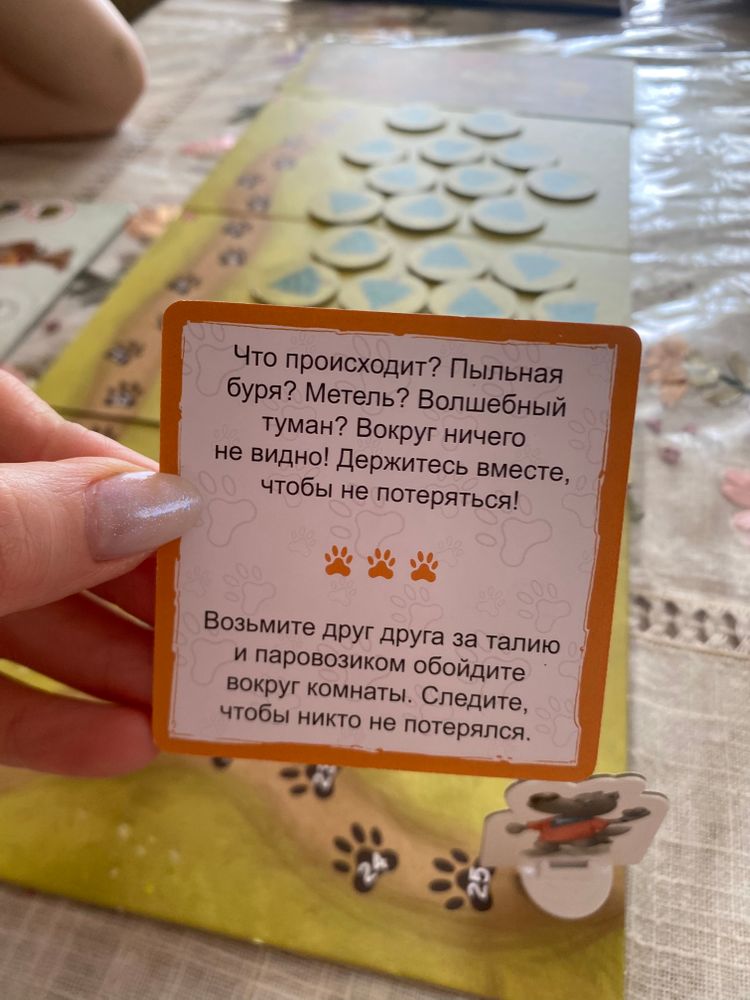 Что происходит? Пыльная
буря? Метель? Волшебный
туман? Вокруг ничего
не видно! Держитесь вместе,
чтобы не потеряться!
Возьмите друг друга за талию
и паровозиком обойдите
вокруг комнаты. Следите,
чтобы никто не потерялся.
23
24
25